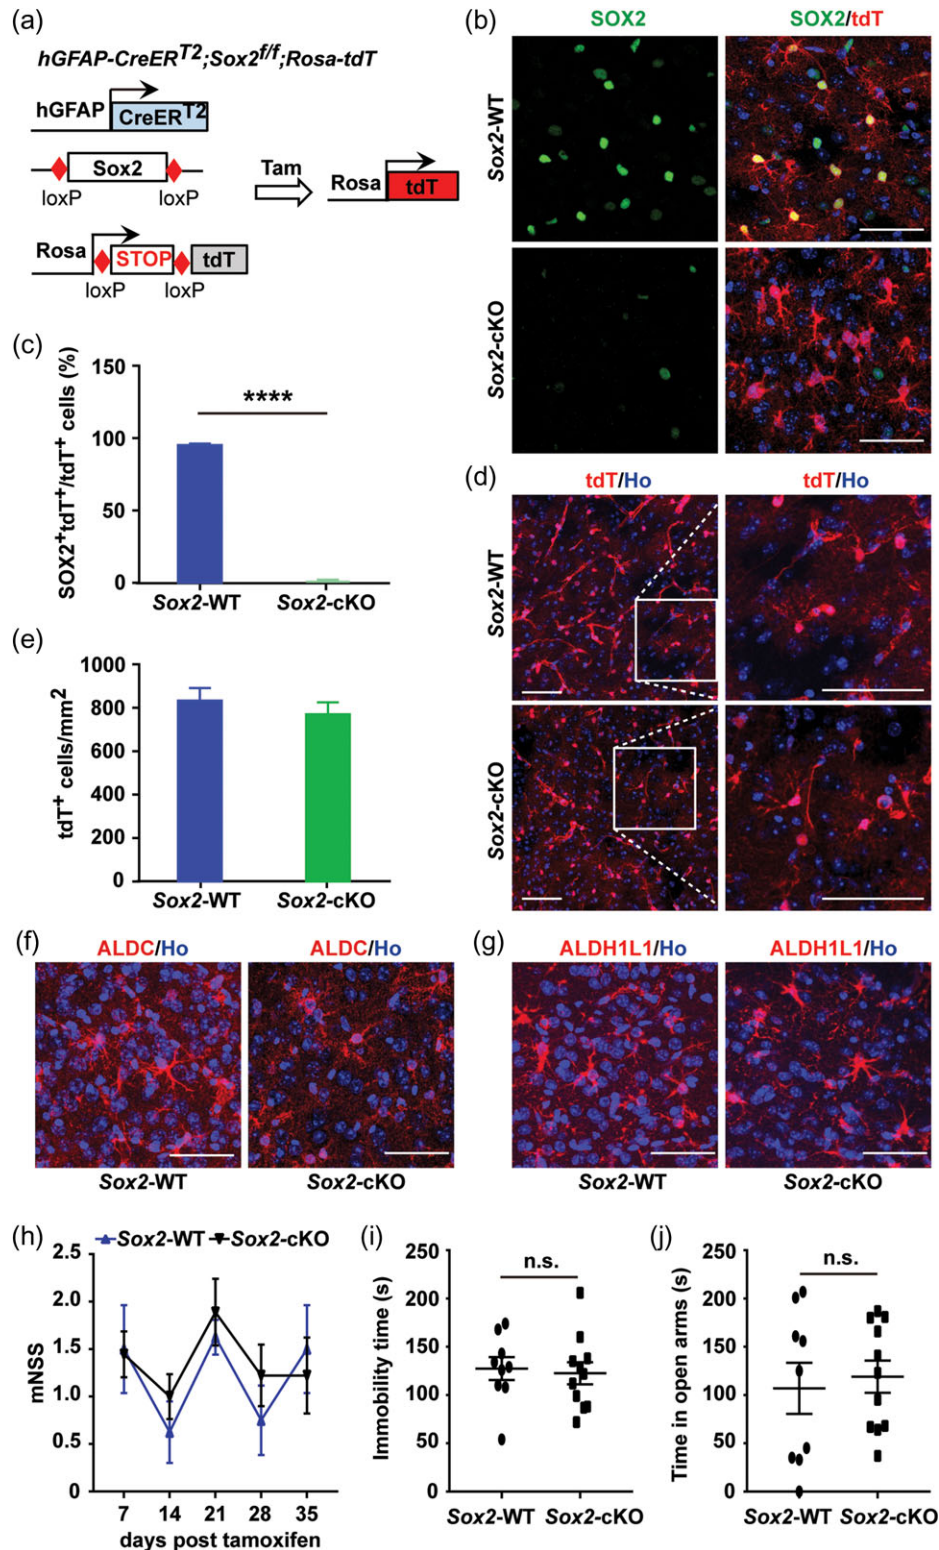 (a)
hGFAP-CreER^T2;Sox2^f/f;Rosa-tdT
hGFAP
CreER^T2
Sox2
loxP
loxP
Tam
Rosa
tdT
Rosa
STOP
tdT
loxP
loxP
(b)
SOX2
SOX2/tdT
Sox2-WT
Sox2-cKO
(c)
SOX2+tdT+/tdT+ cells (%)
150
100
50
0
****
Sox2-WT
Sox2-cKO
(d)
tdT/Ho
tdT/Ho
Sox2-WT
Sox2-cKO
(e)
tdT+ cells/mm2
1000
800
600
400
200
0
Sox2-WT
Sox2-cKO
(f)
ALDC/Ho
ALDC/Ho
Sox2-WT
Sox2-cKO
(g)
ALDH1L1/Ho
ALDH1L1/Ho
Sox2-WT
Sox2-cKO
(h)
Sox2-WT
Sox2-cKO
mNSS
2.5
2.0
1.5
1.0
0.5
0
7 14 21 28 35
days post tamoxifen
(i)
Immobility time (s)
250
200
150
100
50
0
n.s.
Sox2-WT
Sox2-cKO
(j)
Time in open arms (s)
250
200
150
100
50
0
n.s.
Sox2-WT
Sox2-cKO